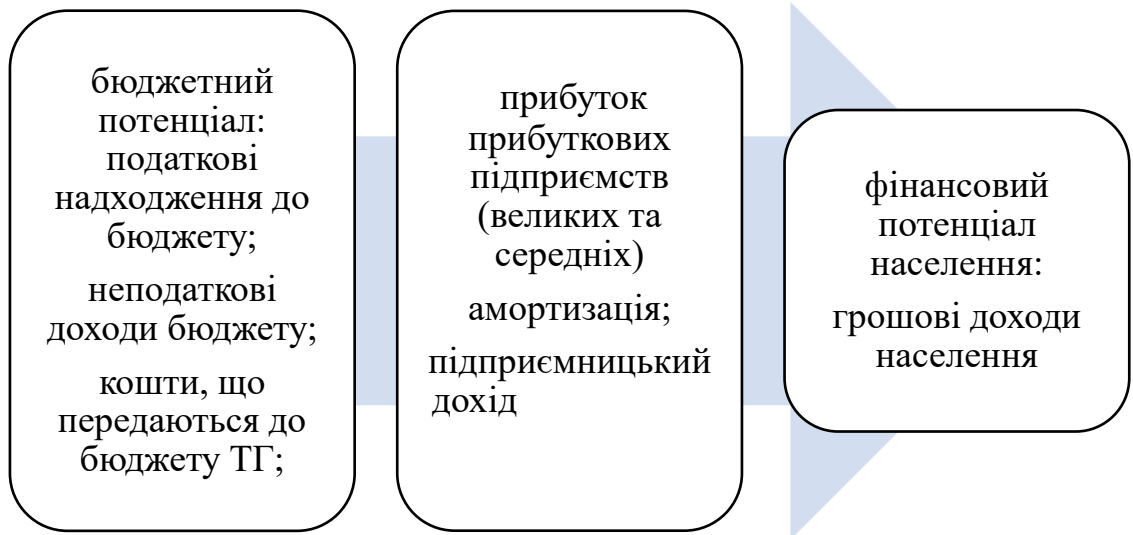 бюджетний
потенціал:
податкові
надходження до
бюджету;
неподаткові
доходи бюджету;
кошти, що
передаються до
бюджету ТГ;
прибуток
прибуткових
підприємств
(великих та
середніх)
амортизація;
підприємницький
дохід
фінансовий
потенціал
населення:
грошові доходи
населення